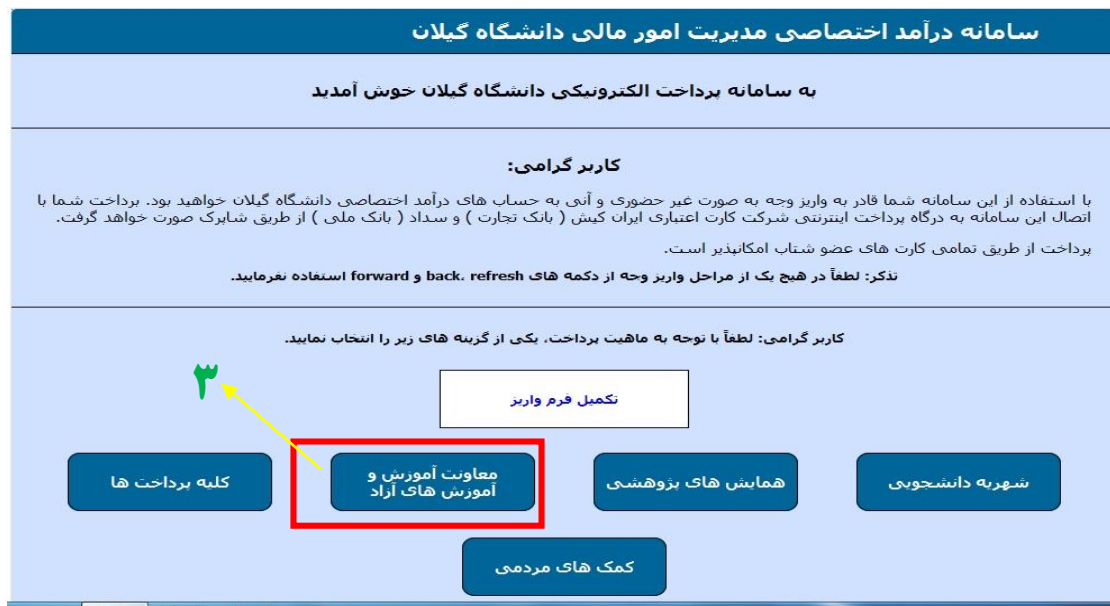 سامانه درآمد اختصاصی مدیریت امور مالی دانشگاه گیلان
به سامانه پرداخت الکترونیکی دانشگاه گیلان خوش آمدید
کاربر گرامی:
با استفاده از این سامانه شما قادر به واریز وجه به صورت غیر حضوری و آنی به حساب های درآمد اختصاصی دانشگاه گیلان خواهید بود. پرداخت شما با
اتصال این سامانه به درگاه پرداخت اینترنتی شرکت کارت اعتباری ایران کیش ( بانک تجارت ) و سداد ( بانک ملی ) از طریق شاپرک صورت خواهد گرفت.
پرداخت از طریق تمامی کارت های عضو شتاب امکانپذیر است.
تذکر: لطفاً در هیچ یک از مراحل واریز وجه از دکمه های back، refresh و forward استفاده نفرمایید.
کاربر گرامی: لطفاً با توجه به ماهیت پرداخت، یکی از گزینه های زیر را انتخاب نمایید.
۳
تکمیل فرم واریز
شهریه دانشجویی
همایش های پژوهشی
معاونت آموزش و
آموزش های آزاد
کلیه پرداخت ها
کمک های مردمی